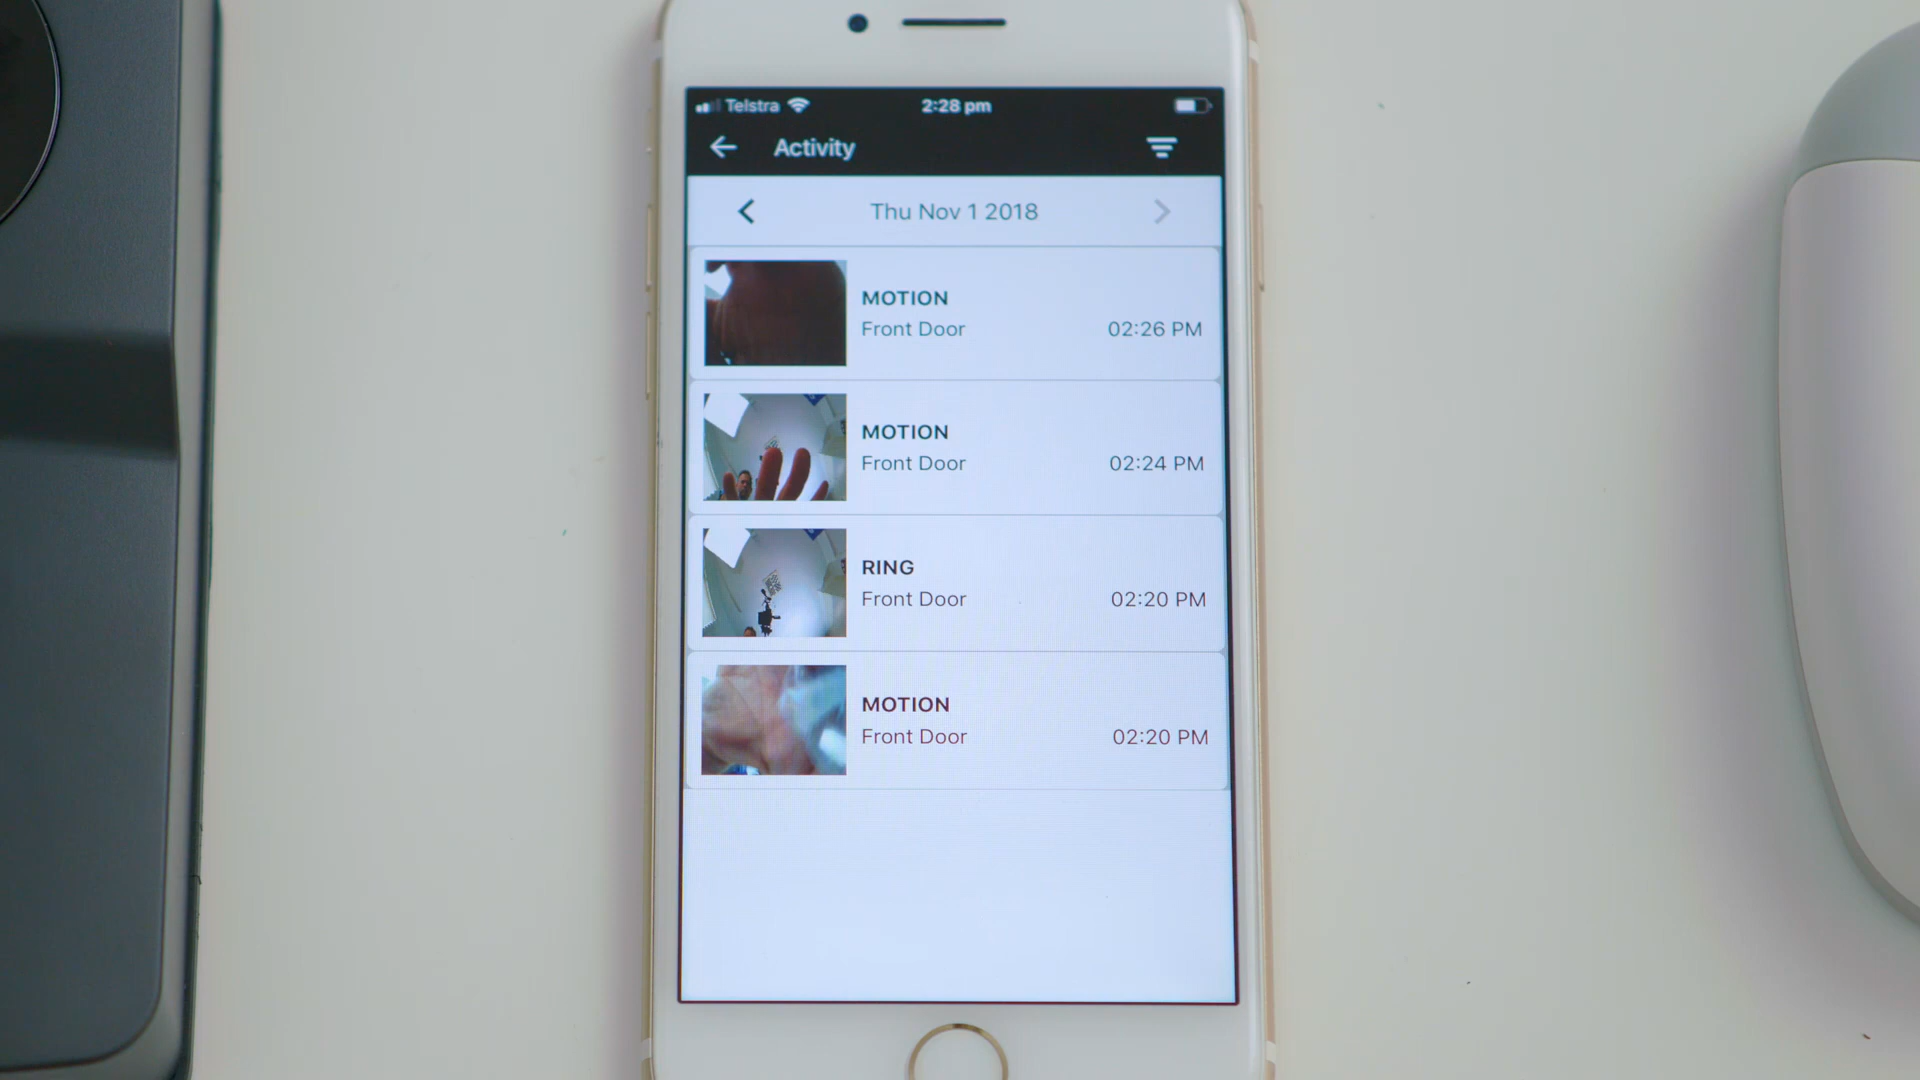 Telstra 2:28 pm
Activity
Thu Nov 1 2018
MOTION
Front Door 02:26 PM
MOTION
Front Door 02:24 PM
RING
Front Door 02:20 PM
MOTION
Front Door 02:20 PM